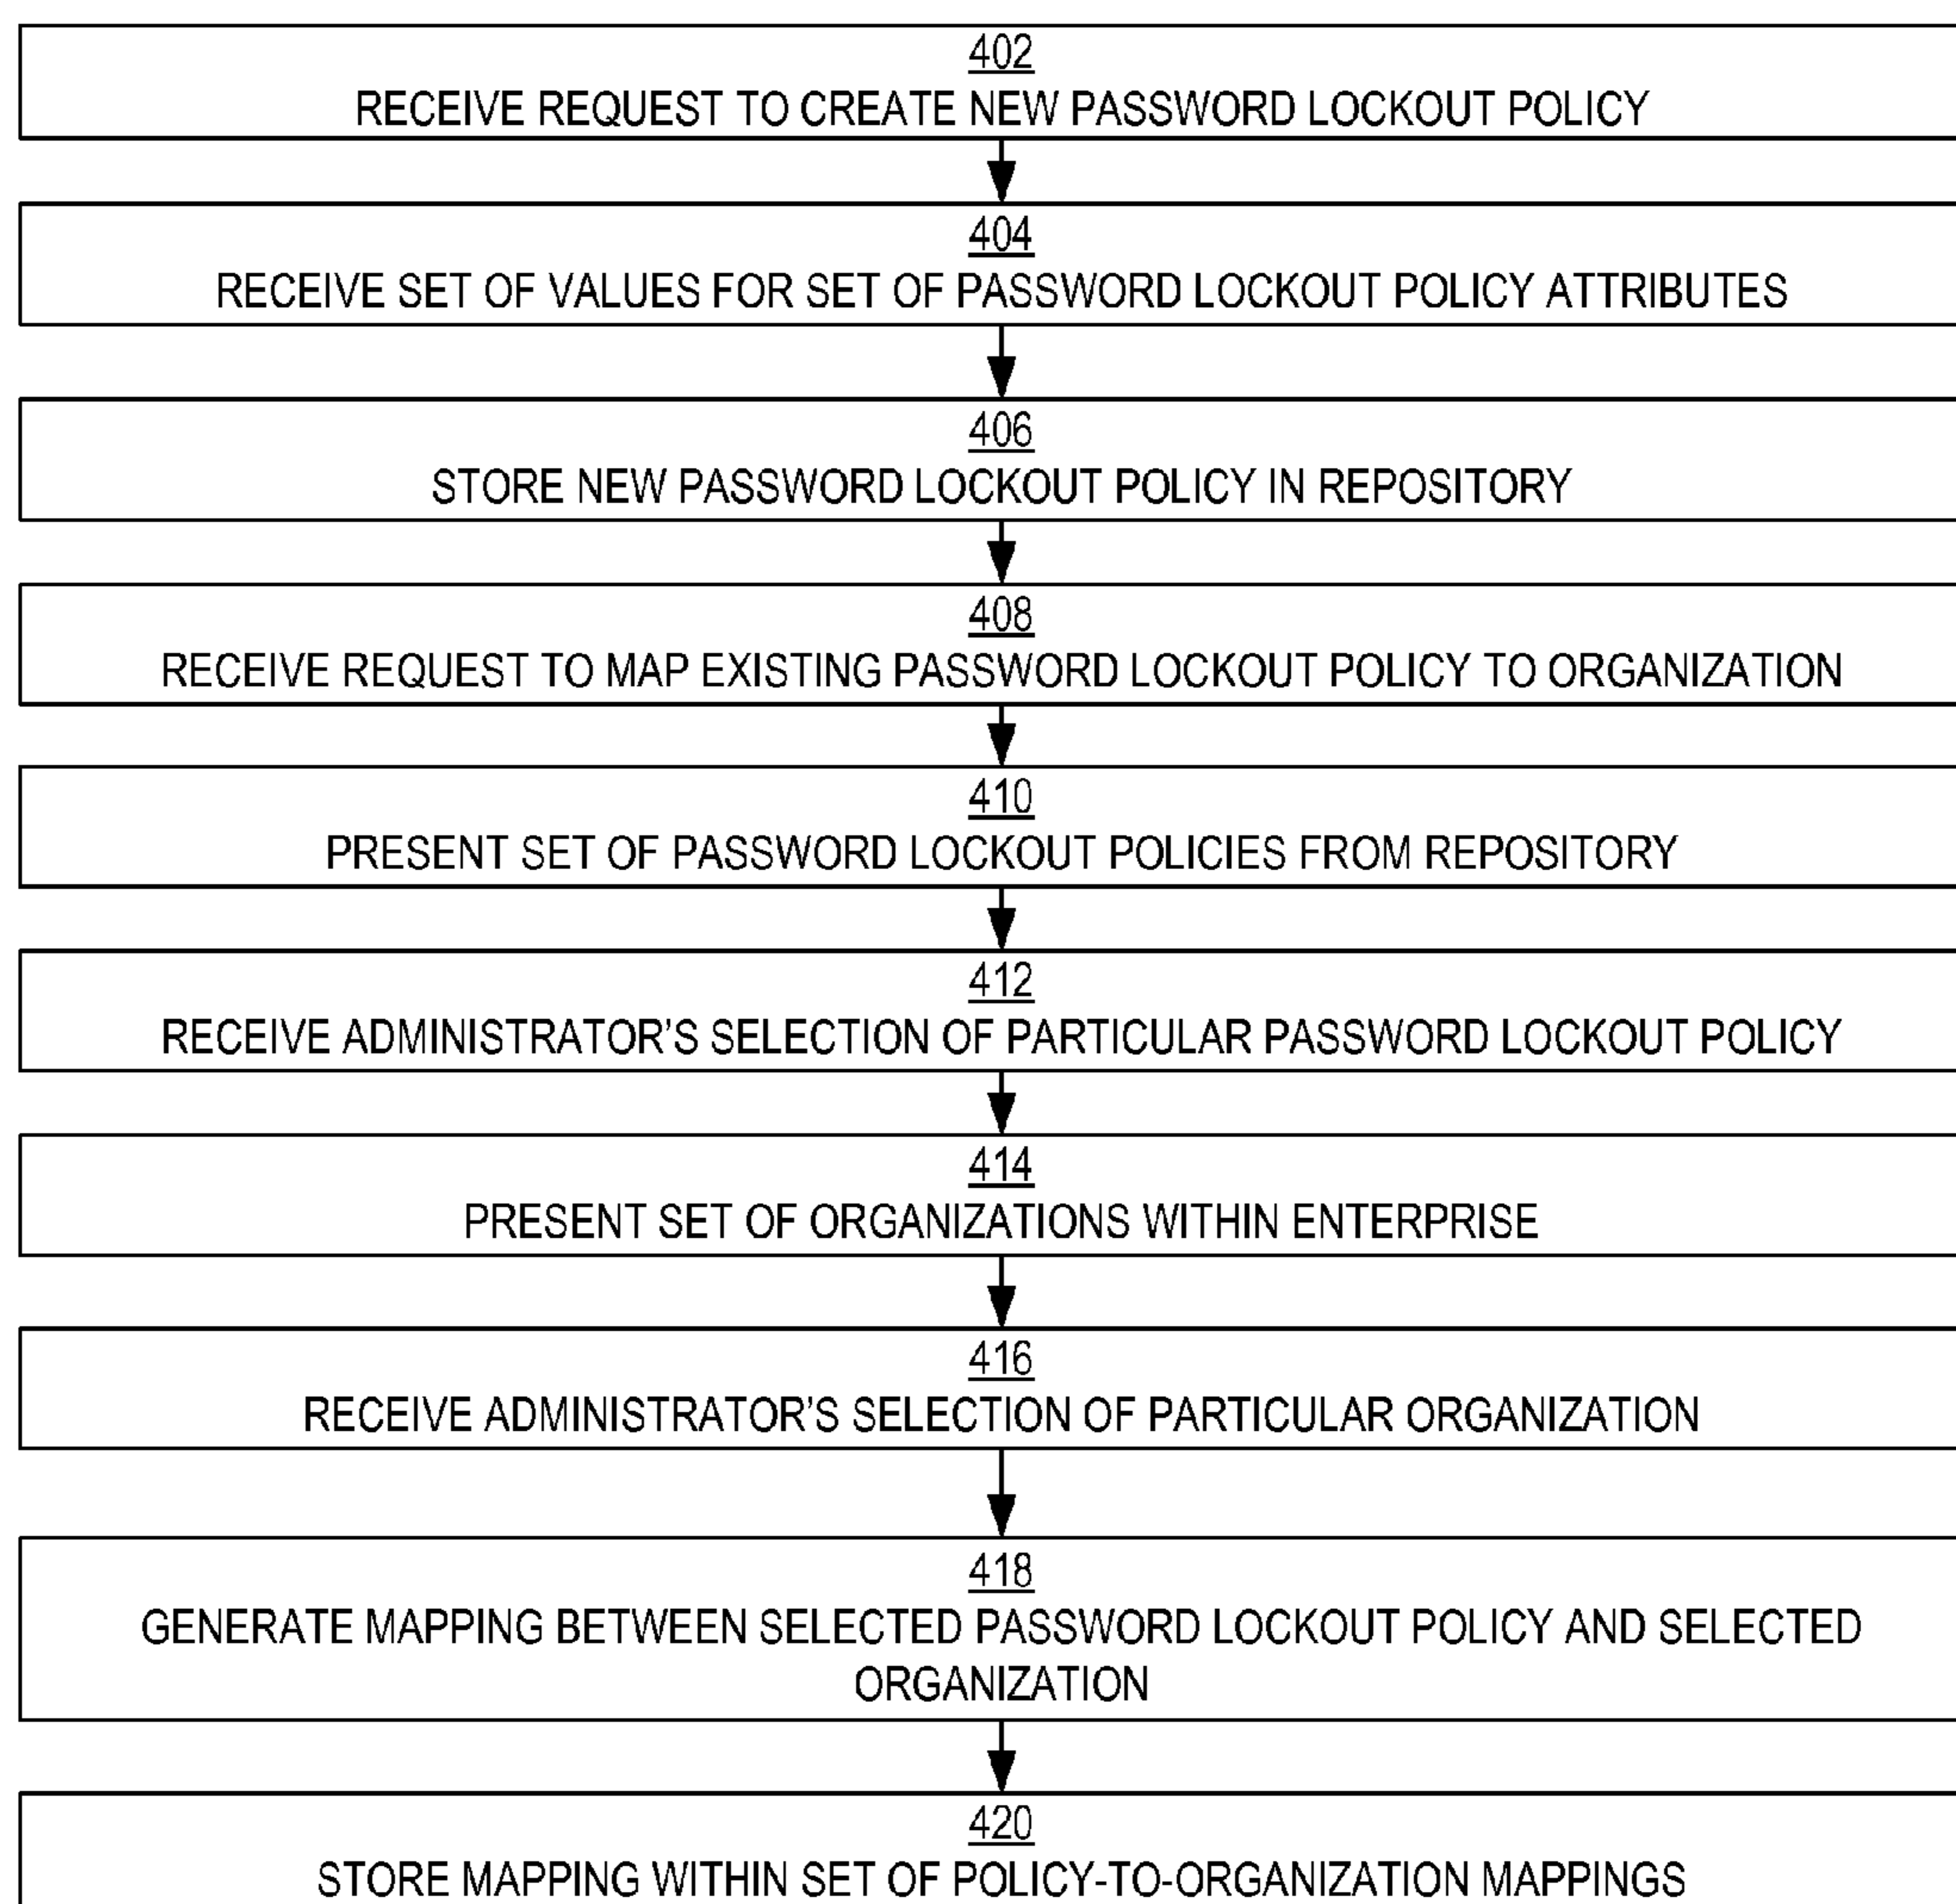 402
RECEIVE REQUEST TO CREATE NEW PASSWORD LOCKOUT POLICY
404
RECEIVE SET OF VALUES FOR SET OF PASSWORD LOCKOUT POLICY ATTRIBUTES
406
STORE NEW PASSWORD LOCKOUT POLICY IN REPOSITORY
408
RECEIVE REQUEST TO MAP EXISTING PASSWORD LOCKOUT POLICY TO ORGANIZATION
410
PRESENT SET OF PASSWORD LOCKOUT POLICIES FROM REPOSITORY
412
RECEIVE ADMINISTRATOR'S SELECTION OF PARTICULAR PASSWORD LOCKOUT POLICY
414
PRESENT SET OF ORGANIZATIONS WITHIN ENTERPRISE
416
RECEIVE ADMINISTRATOR'S SELECTION OF PARTICULAR ORGANIZATION
418
GENERATE MAPPING BETWEEN SELECTED PASSWORD LOCKOUT POLICY AND SELECTED
ORGANIZATION
420
STORE MAPPING WITHIN SET OF POLICY-TO-ORGANIZATION MAPPINGS